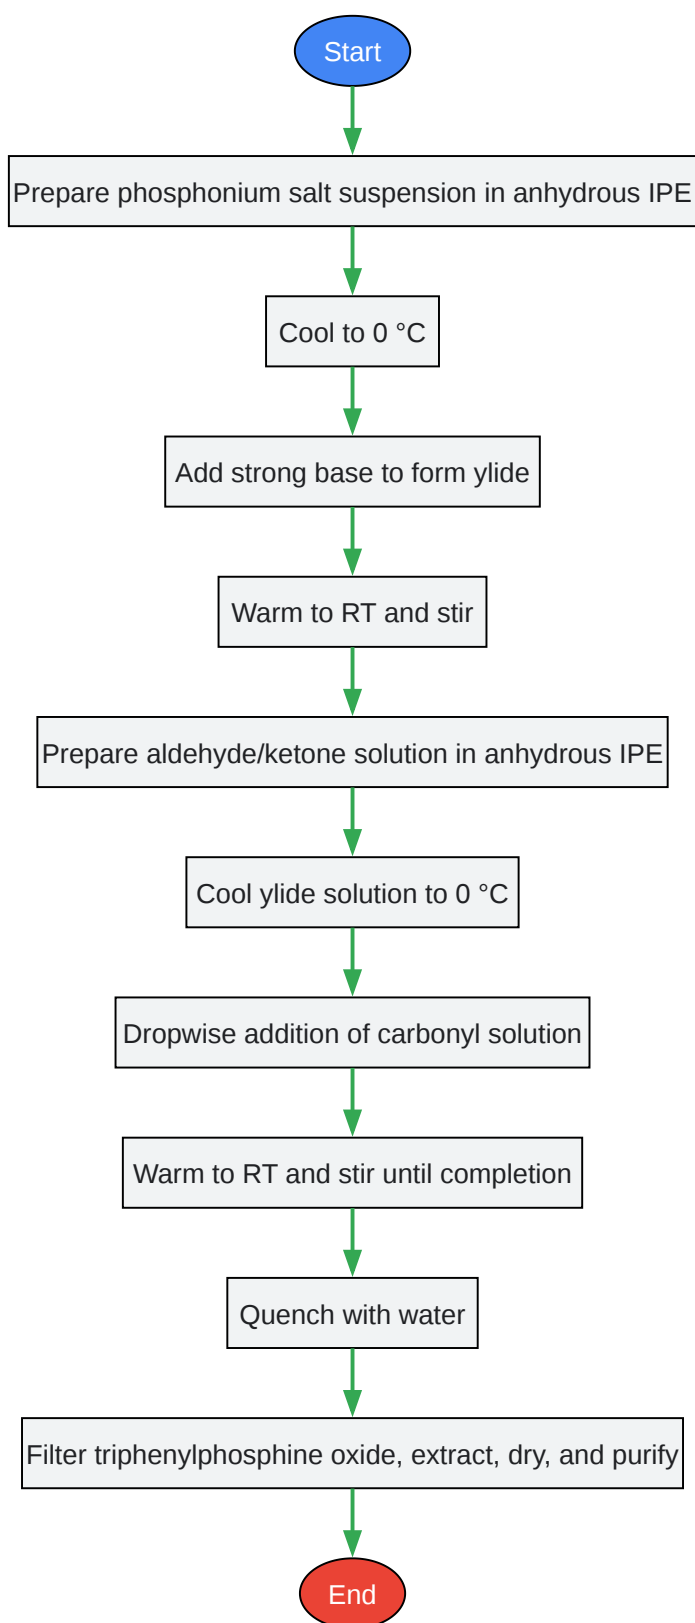 Start
Prepare phosphonium salt suspension in anhydrous IPE
Cool to 0 °C
Add strong base to form ylide
Warm to RT and stir
Prepare aldehyde/ketone solution in anhydrous IPE
Cool ylide solution to 0 °C
Dropwise addition of carbonyl solution
Warm to RT and stir until completion
Quench with water
Filter triphenylphosphine oxide, extract, dry, and purify
End